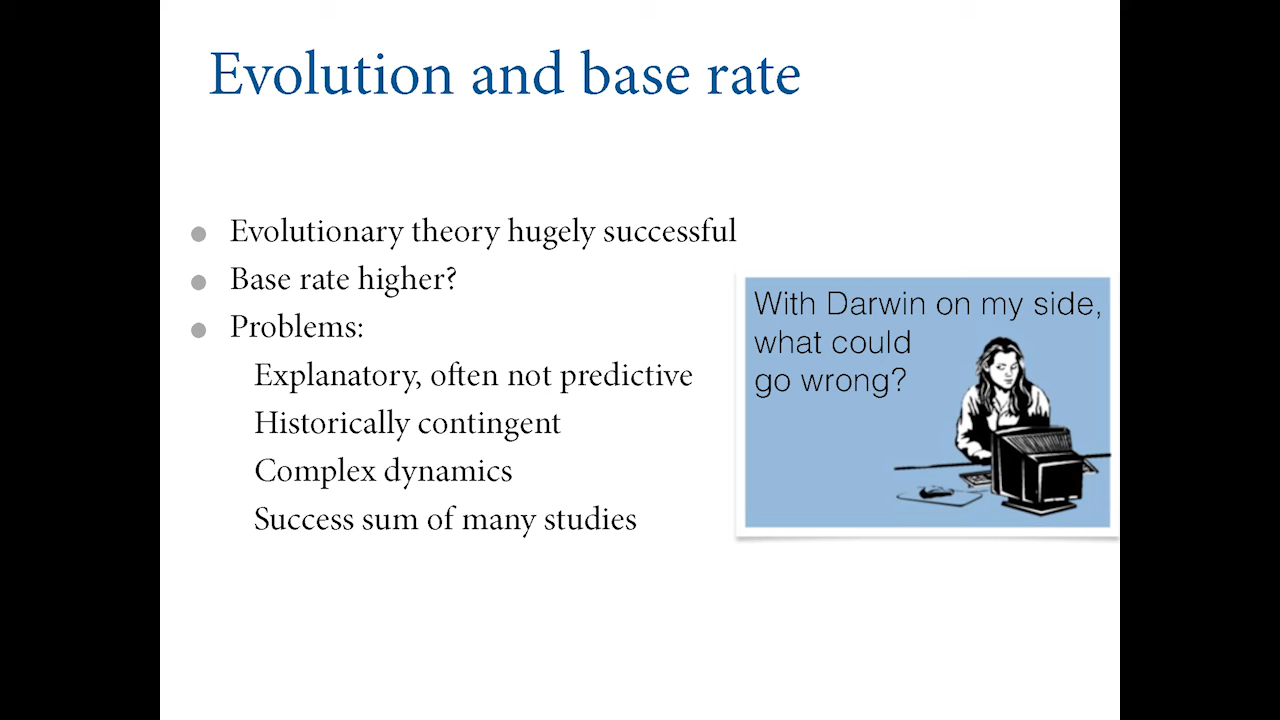 Evolution and base rate
Evolutionary theory hugely successful
Base rate higher?
Problems:
Explanatory, often not predictive
Historically contingent
Complex dynamics
Success sum of many studies
With Darwin on my side,
what could
go wrong?